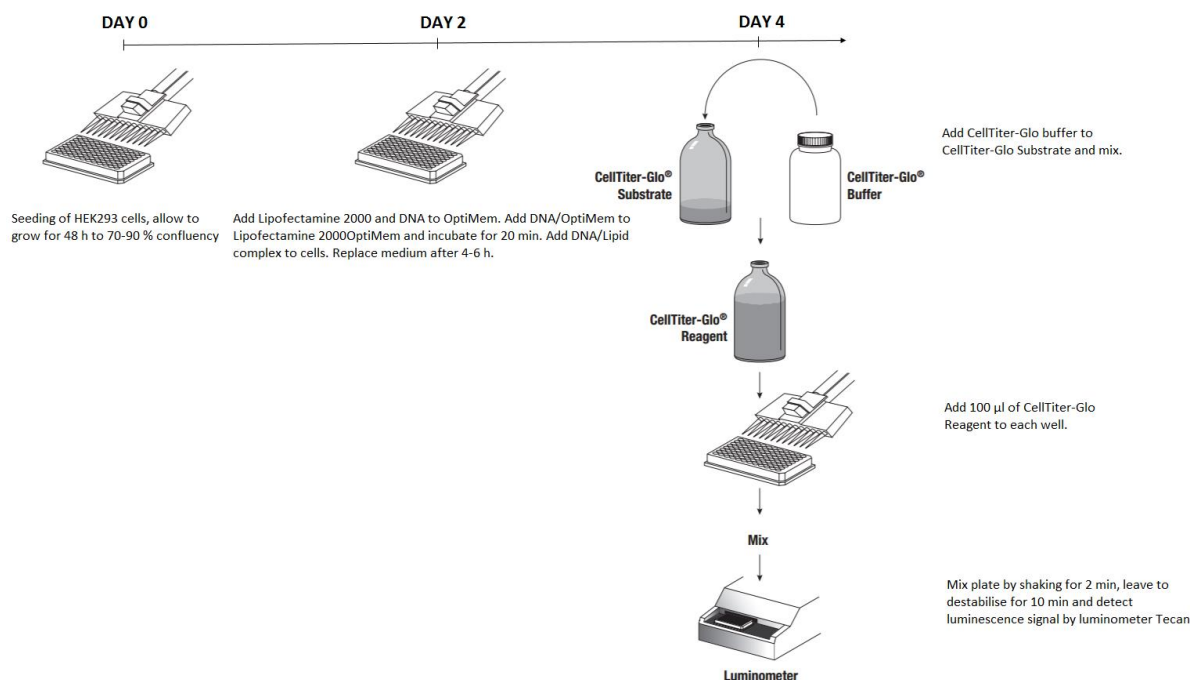 DAY 0
DAY 2
DAY 4
Seeding of HEK293 cells, allow to
grow for 48 h to 70-90 % confluency
Add Lipofectamine 2000 and DNA to OptiMem. Add DNA/OptiMem to
Lipofectamine 2000OptiMem and incubate for 20 min. Add DNA/Lipid
complex to cells. Replace medium after 4-6 h.
CellTiter-Glo®
Substrate
CellTiter-Glo®
Buffer
Add CellTiter-Glo buffer to
CellTiter-Glo Substrate and mix.
CellTiter-Glo®
Reagent
Add 100 µl of CellTiter-Glo
Reagent to each well.
Mix
Mix plate by shaking for 2 min, leave to
destabilise for 10 min and detect
luminescence signal by luminometer Tecan
Luminometer